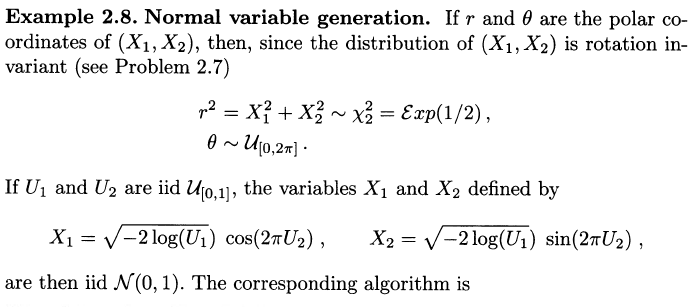 Example 2.8. Normal variable generation. If r and θ are the polar co-
ordinates of (X₁, X₂), then, since the distribution of (X₁, X₂) is rotation in-
variant (see Problem 2.7)
r² = X₁² + X₂² ∼ χ₂² = ℰxp(1/2) ,
θ ∼ 𝒰[0,2π] .
If U₁ and U₂ are iid 𝒰[0,1], the variables X₁ and X₂ defined by
X₁ = √(−2 log(U₁)) cos(2πU₂) , X₂ = √(−2 log(U₁)) sin(2πU₂) ,
are then iid 𝒩(0, 1). The corresponding algorithm is